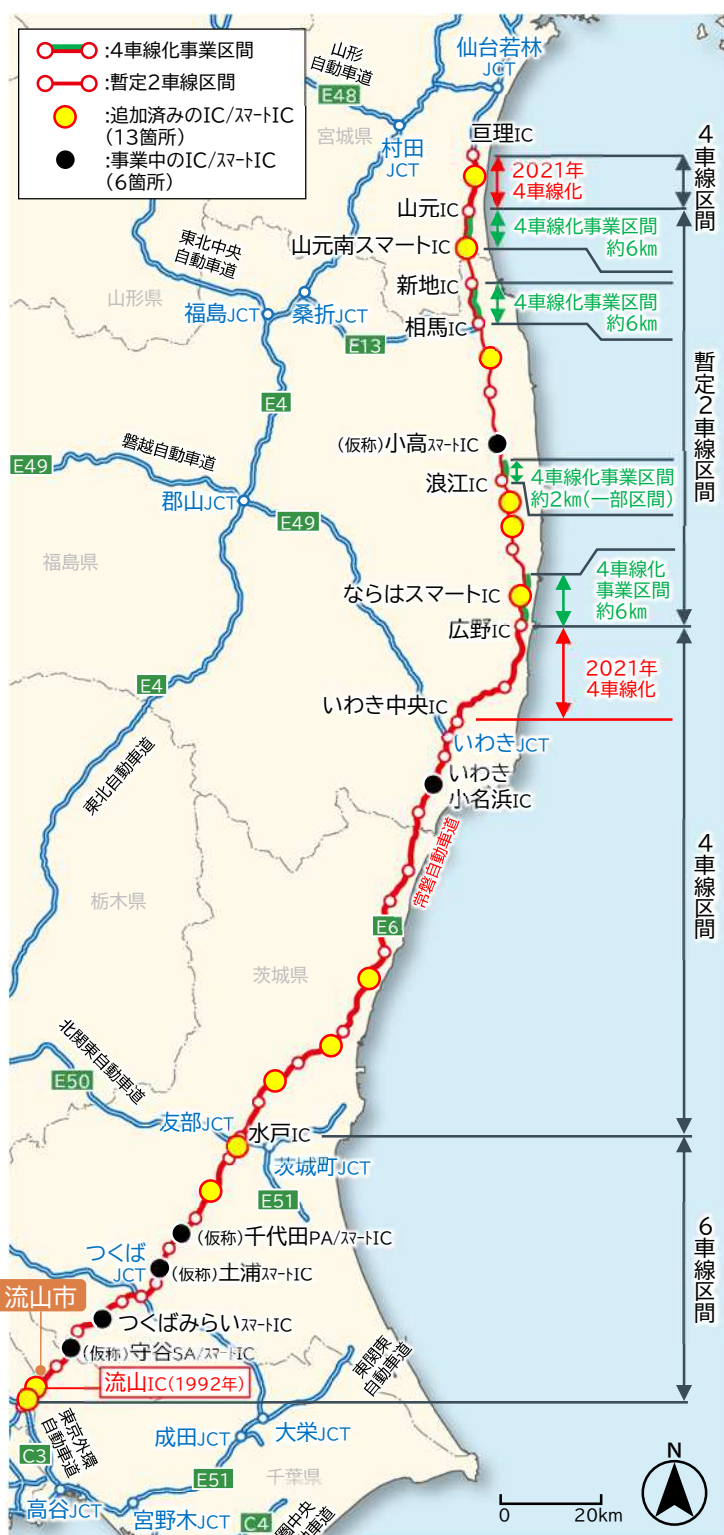 :4車線化事業区間
:暫定2車線区間
:追加済みのIC/スマートIC
(13箇所)
:事業中のIC/スマートIC
(6箇所)
山形
自動車道
E48
宮城県
仙台若林
JCT
村田
JCT
亘理IC
2021年
4車線化
4車線区間
山元IC
山元南スマートIC
4車線化事業区間
約6km
東北中央
自動車道
山形県
福島JCT
桑折JCT
新地IC
4車線化事業区間
約6km
相馬IC
E13
E4
暫定2車線区間
(仮称)小高スマートIC
磐越自動車道
E49
浪江IC
4車線化事業区間
約2km(一部区間)
郡山JCT
E49
福島県
ならはスマートIC
4車線化
事業区間
約6km
広野IC
E4
2021年
4車線化
いわき中央IC
いわきJCT
いわき
小名浜IC
東北自動車道
常磐自動車道
4車線区間
栃木県
E6
茨城県
北関東自動車道
E50
友部JCT
水戸IC
茨城町JCT
E51
(仮称)千代田PA/スマートIC
つくば
JCT
(仮称)土浦スマートIC
6車線区間
流山市
つくばみらいスマートIC
(仮称)守谷SA/スマートIC
流山IC(1992年)
東関東
自動車道
東京外環
自動車道
C3
成田JCT
大栄JCT
E51
千葉県
高谷JCT
宮野木JCT
C4
圏中央
自動車道
N
0
20km